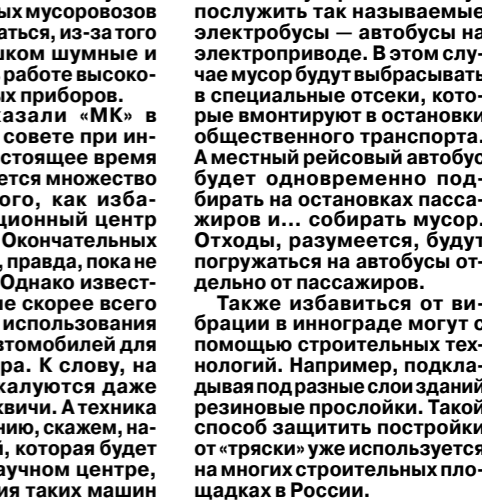 ых мусоровозов
аться, из-за того
шком шумные и
работе высоко-
ых приборов.
казали «МК» в
совете при ин-
стоящее время
ется множество
ого, как изба-
ционный центр
Окончательных
, правда, пока не
Однако извест-
ие скорее всего
использования
втомобилей для
ра. К слову, на
жалуются даже
квичи. А техника
нию, скажем, на-
й, которая будет
аучном центре,
ия таких машин
послужить так называемые
электробусы — автобусы на
электроприводе. В этом слу-
чае мусор будут выбрасывать
в специальные отсеки, кото-
рые вмонтируют в остановки
общественного транспорта.
А местный рейсовый автобус
будет одновременно под-
бирать на остановках пасса-
жиров и... собирать мусор.
Отходы, разумеется, будут
погружаться на автобусы от-
дельно от пассажиров.
Также избавиться от ви-
брации в иннограде могут с
помощью строительных тех-
нологий. Например, подкла-
дывая под разные слои зданий
резиновые прослойки. Такой
способ защитить постройки
от «тряски» уже используется
на многих строительных пло-
щадках в России.